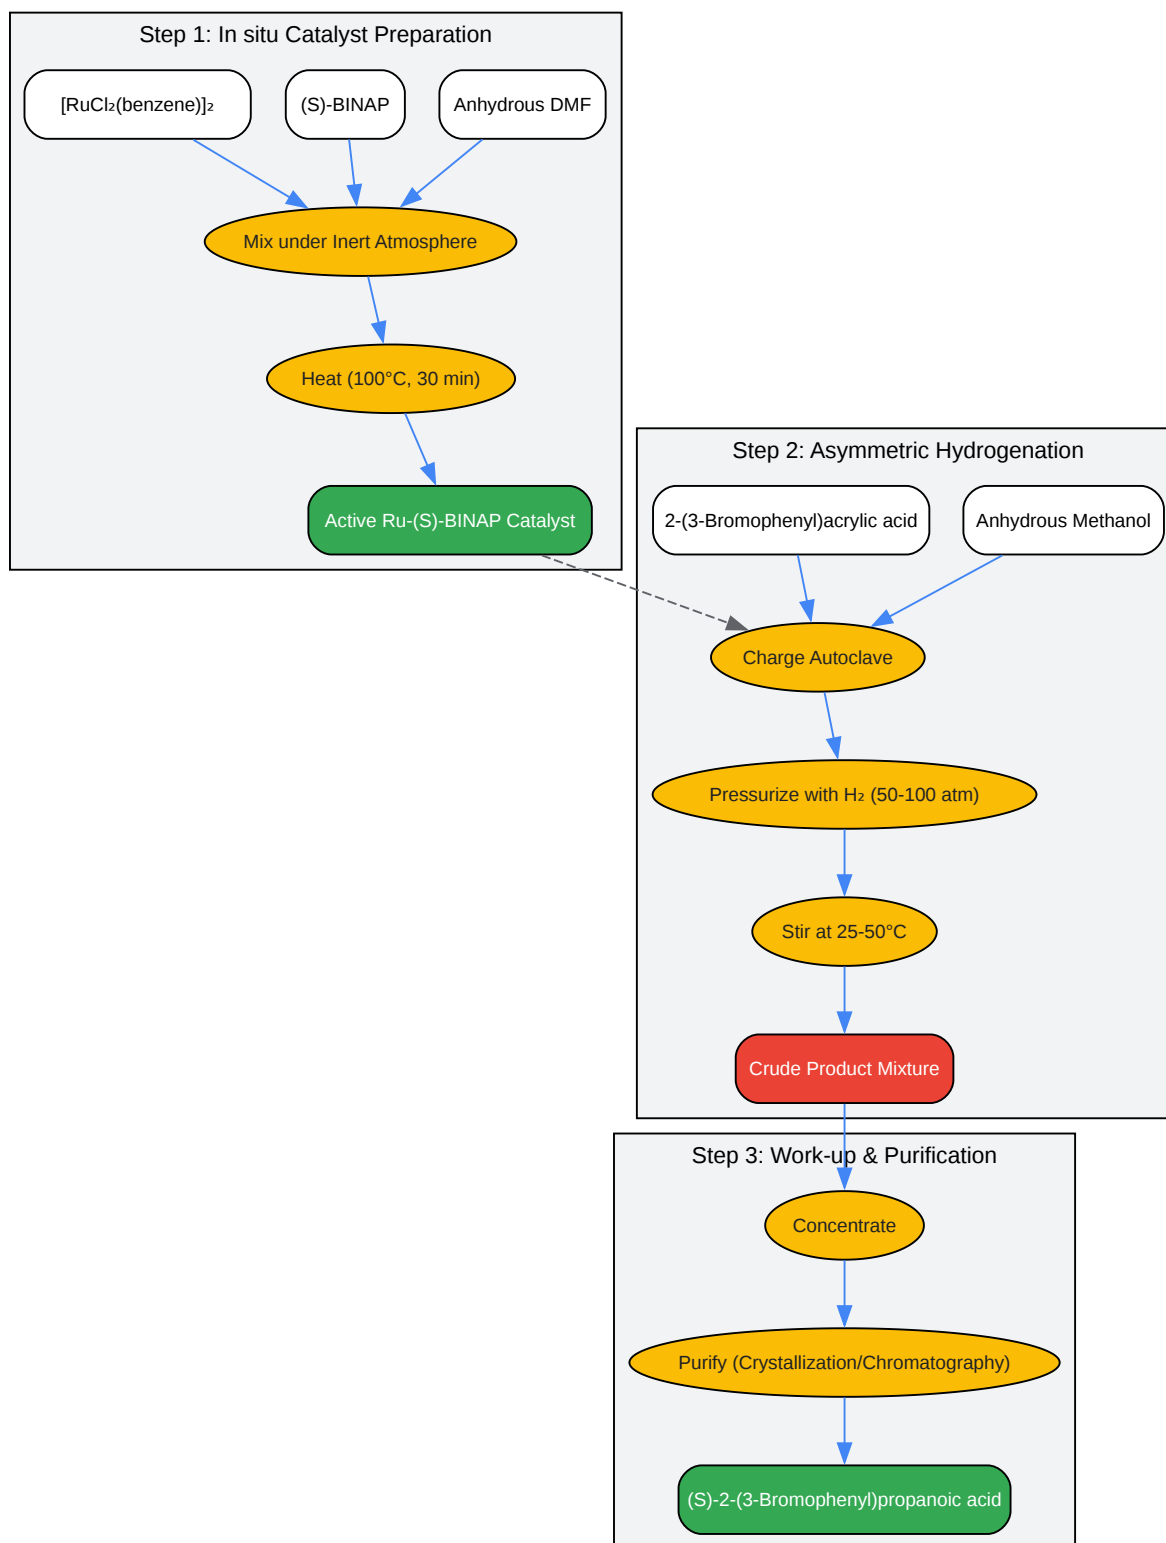 Step 1: In situ Catalyst Preparation
[RuCl₂(benzene)]₂
(S)-BINAP
Anhydrous DMF
Mix under Inert Atmosphere
Heat (100°C, 30 min)
Active Ru-(S)-BINAP Catalyst
Step 2: Asymmetric Hydrogenation
2-(3-Bromophenyl)acrylic acid
Anhydrous Methanol
Charge Autoclave
Pressurize with H₂ (50-100 atm)
Stir at 25-50°C
Crude Product Mixture
Step 3: Work-up & Purification
Concentrate
Purify (Crystallization/Chromatography)
(S)-2-(3-Bromophenyl)propanoic acid